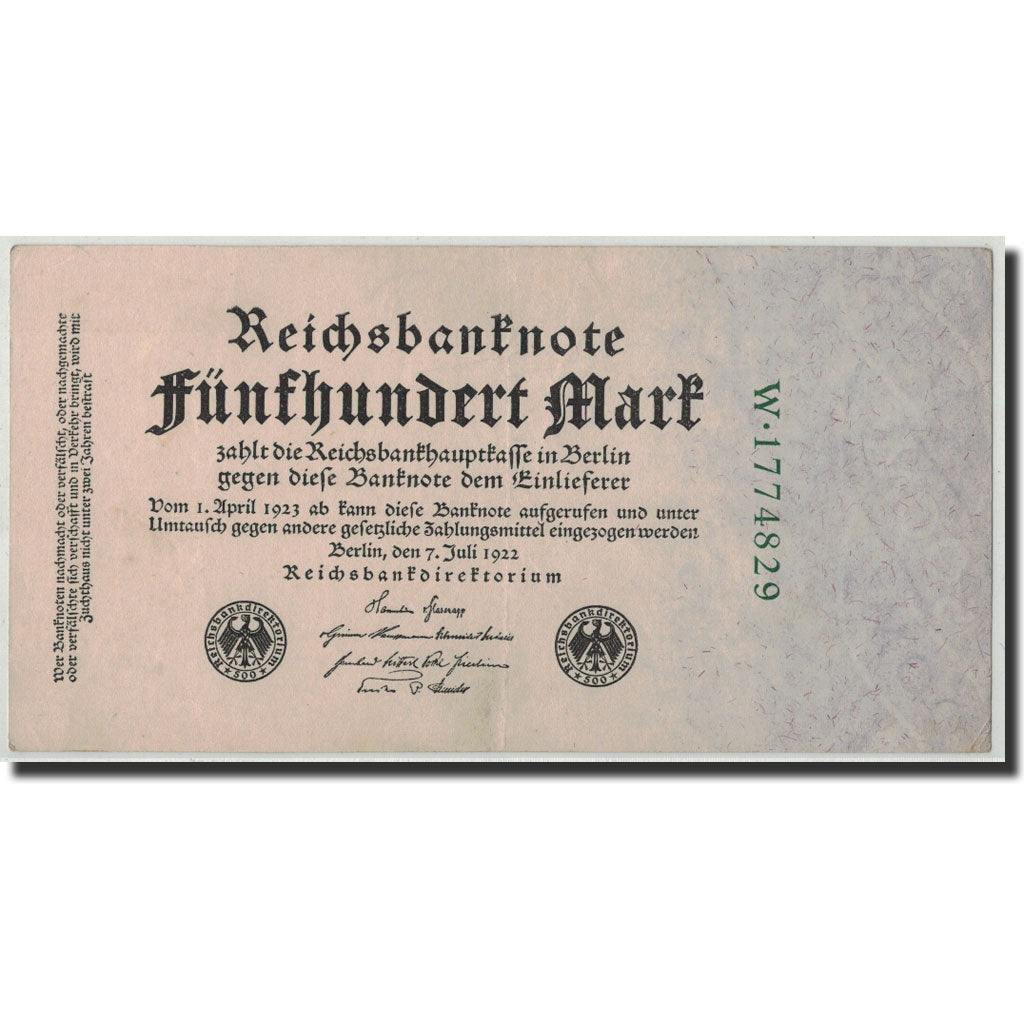 Reichsbanknote
Fünfhundert Mark
zahlt die Reichsbankhauptkasse in Berlin
gegen diese Banknote dem Einlieferer
Vom 1. April 1923 ab kann diese Banknote aufgerufen und unter
Umtausch gegen andere gesetzliche Zahlungsmittel eingezogen werden
Berlin, den 7. Juli 1922
Reichsbankdirektorium
Reichsbankdirektorium
500
Reichsbankdirektorium
500
Wer Banknoten nachmacht oder verfälscht, oder nachgemachte
oder verfälschte sich verschafft und in Verkehr bringt, wird mit
Zuchthaus nicht unter zwei Jahren bestraft
W·1774829